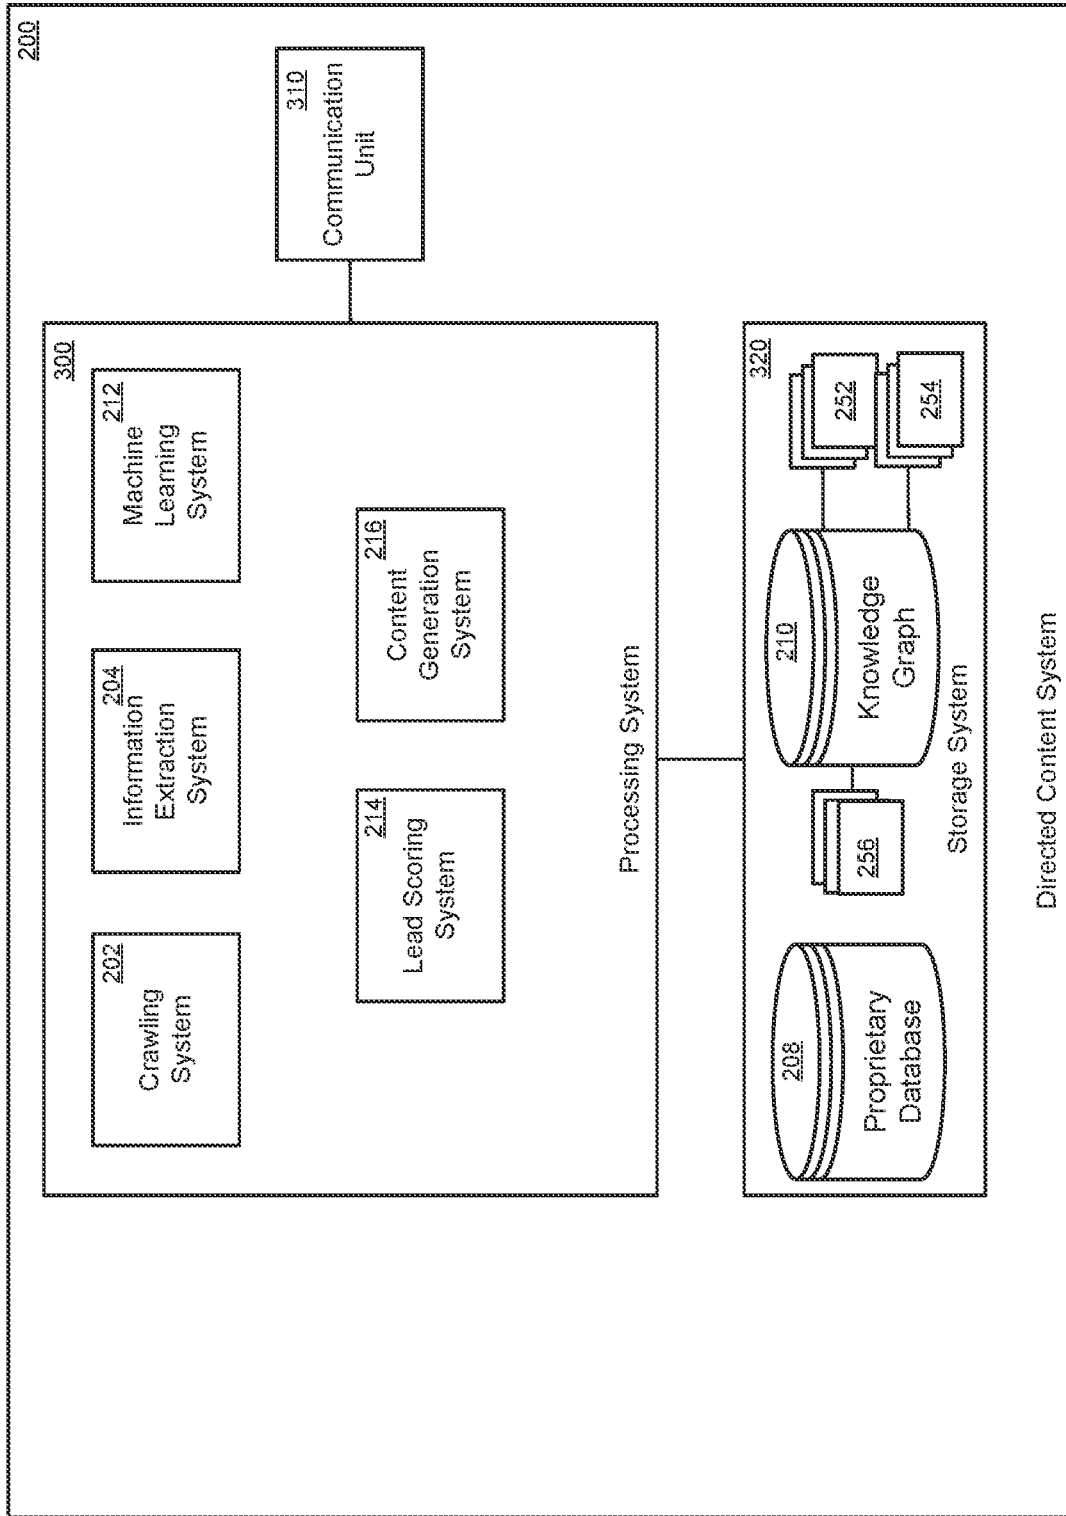 200
300
202
Crawling
System
204
Information
Extraction
System
212
Machine
Learning
System
214
Lead Scoring
System
216
Content
Generation
System
Processing System
310
Communication
Unit
320
208
Proprietary
Database
256
210
Knowledge
Graph
252
254
Storage System
Directed Content System